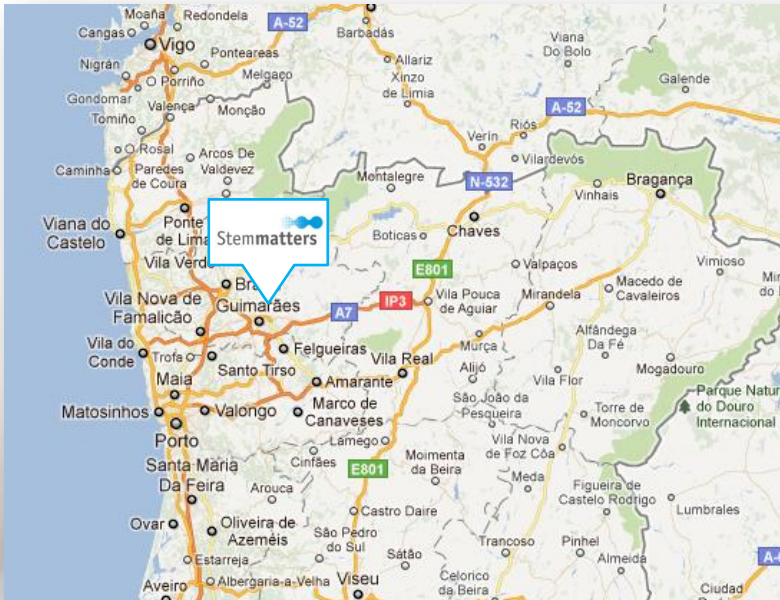 Moaña
Redondela
A-52
Cangas
Vigo
Barbadás
Viana
Do Bolo
Ponteareas
Allariz
Nigrán
Porriño
Melgaço
Xinzo
de Limia
Galende
Gondomar
Valença
Monção
A-52
Tomiño
Riós
Verín
Rosal
Arcos De
Valdevez
Vilardevós
Caminha
Paredes
de Coura
Montalegre
N-532
Bragança
Vinhais
Viana do
Castelo
Ponte
de Lima
Stemmatters
Boticas
Chaves
Vila Verde
E801
Valpaços
Vimioso
Vila Nova de
Famalicão
Guimarães
A7
IP3
Vila Pouca
de Aguiar
Mirandela
Macedo de
Cavaleiros
Vila do
Conde
Trofa
Felgueiras
Murça
Alfândega
Da Fé
Santo Tirso
Vila Real
Mogadouro
Maia
Amarante
Alijó
Vila Flor
Matosinhos
Valongo
Marco de
Canaveses
São João da
Pesqueira
Torre de
Moncorvo
Parque Natur
do Douro
Internacional
Porto
Lamego
Vila Nova
de Foz Côa
Santa Maria
Da Feira
Cinfães
E801
Moimenta
da Beira
Arouca
Meda
Figueira de
Castelo Rodrigo
Lumbrales
Ovar
Oliveira de
Azeméis
Castro Daire
São Pedro
do Sul
Trancoso
Pinhel
Estarreja
Sátão
Almeida
Aveiro
Albergaria-a-Velha
Viseu
Celorico
da Beira
Ciudad